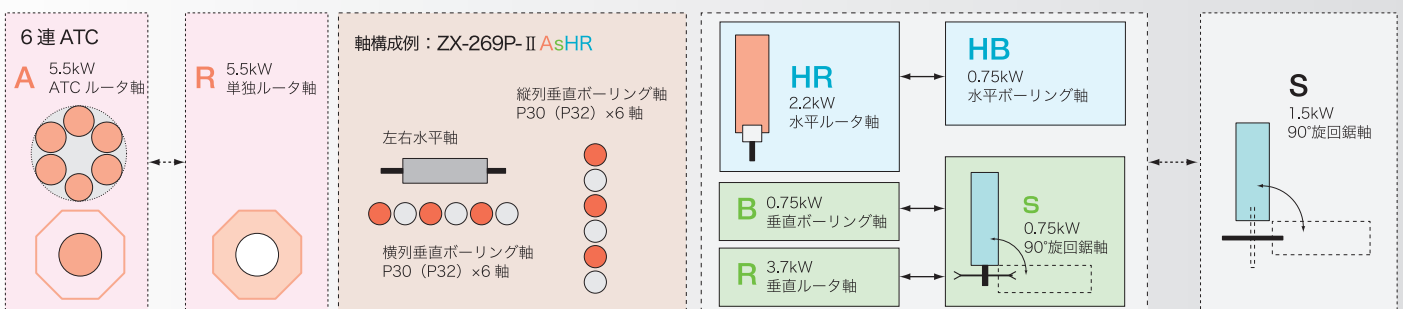 6連ATC
A
5.5kW
ATCルータ軸
R
5.5kW
単独ルータ軸
軸構成例：ZX-269P-ⅡAsHR
縦列垂直ボーリング軸
P30（P32）×6軸
左右水平軸
横列垂直ボーリング軸
P30（P32）×6軸
HR
2.2kW
水平ルータ軸
HB
0.75kW
水平ボーリング軸
B
0.75kW
垂直ボーリング軸
R
3.7kW
垂直ルータ軸
s
0.75kW
90°旋回鋸軸
S
1.5kW
90°旋回鋸軸